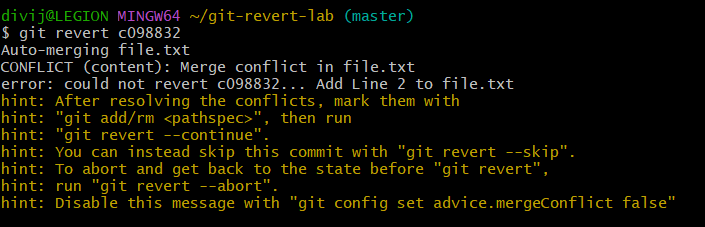 divij@LEGION MINGW64 ~/git-revert-lab (master)
$ git revert c098832
Auto-merging file.txt
CONFLICT (content): Merge conflict in file.txt
error: could not revert c098832... Add Line 2 to file.txt
hint: After resolving the conflicts, mark them with
hint: "git add/rm <pathspec>", then run
hint: "git revert --continue".
hint: You can instead skip this commit with "git revert --skip".
hint: To abort and get back to the state before "git revert",
hint: run "git revert --abort".
hint: Disable this message with "git config set advice.mergeConflict false"